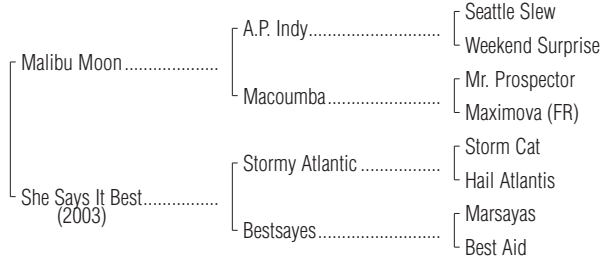 Seattle Slew
A.P. Indy
Weekend Surprise
Malibu Moon
Mr. Prospector
Macoumba
Maximova (FR)
Storm Cat
Stormy Atlantic
Hail Atlantis
She Says It Best
(2003)
Marsayas
Bestsayes
Best Aid